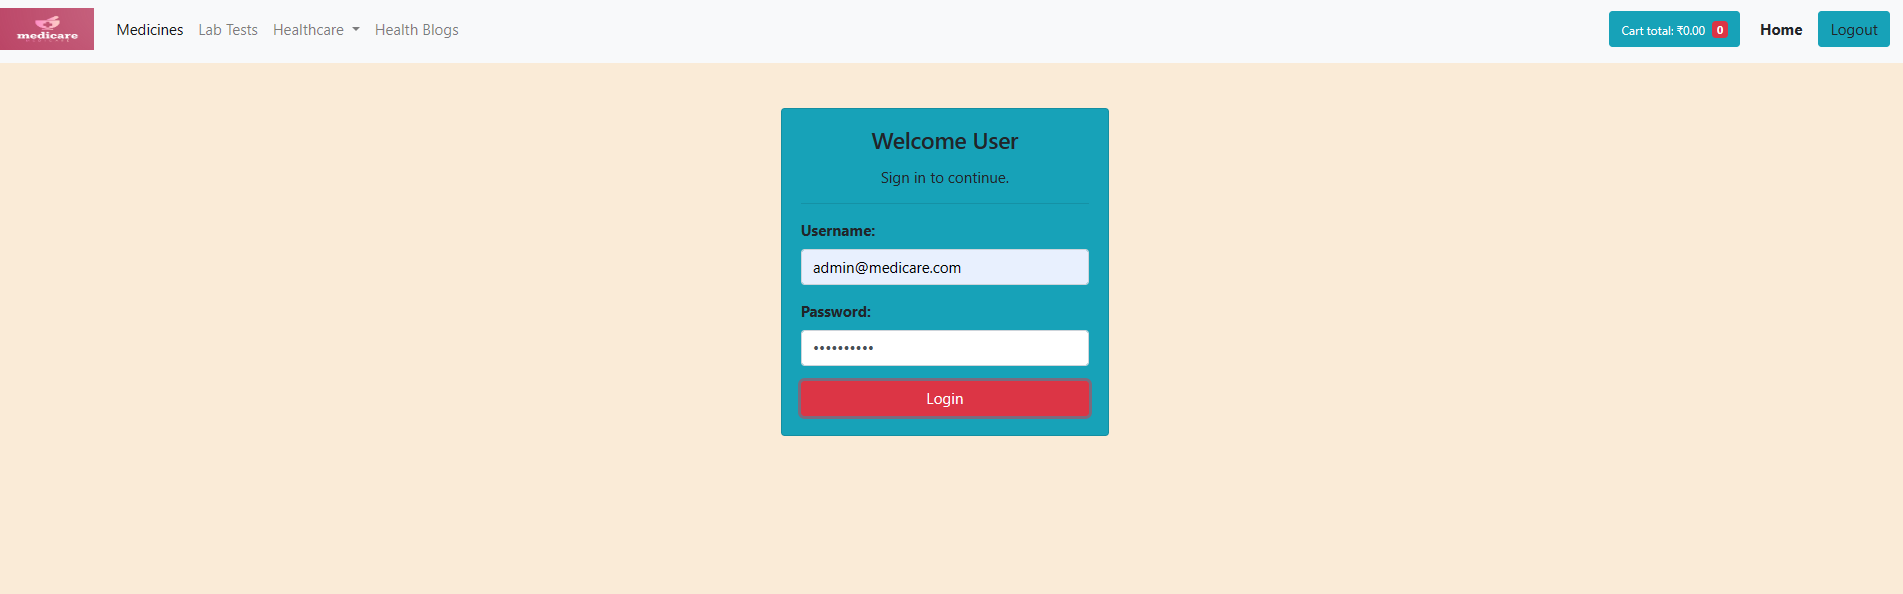 medicare
Medicines Lab Tests Healthcare Health Blogs
Cart total: ₹0.00 0 Home Logout
Welcome User
Sign in to continue.
Username:
admin@medicare.com
Password:
••••••••••
Login